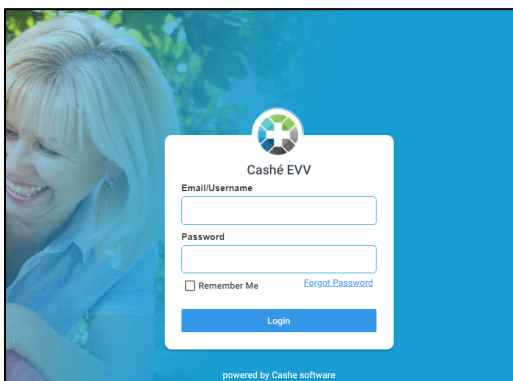 Cashé EVV
Email/Username
Password
Remember Me Forgot Password
Login
powered by Cashe software